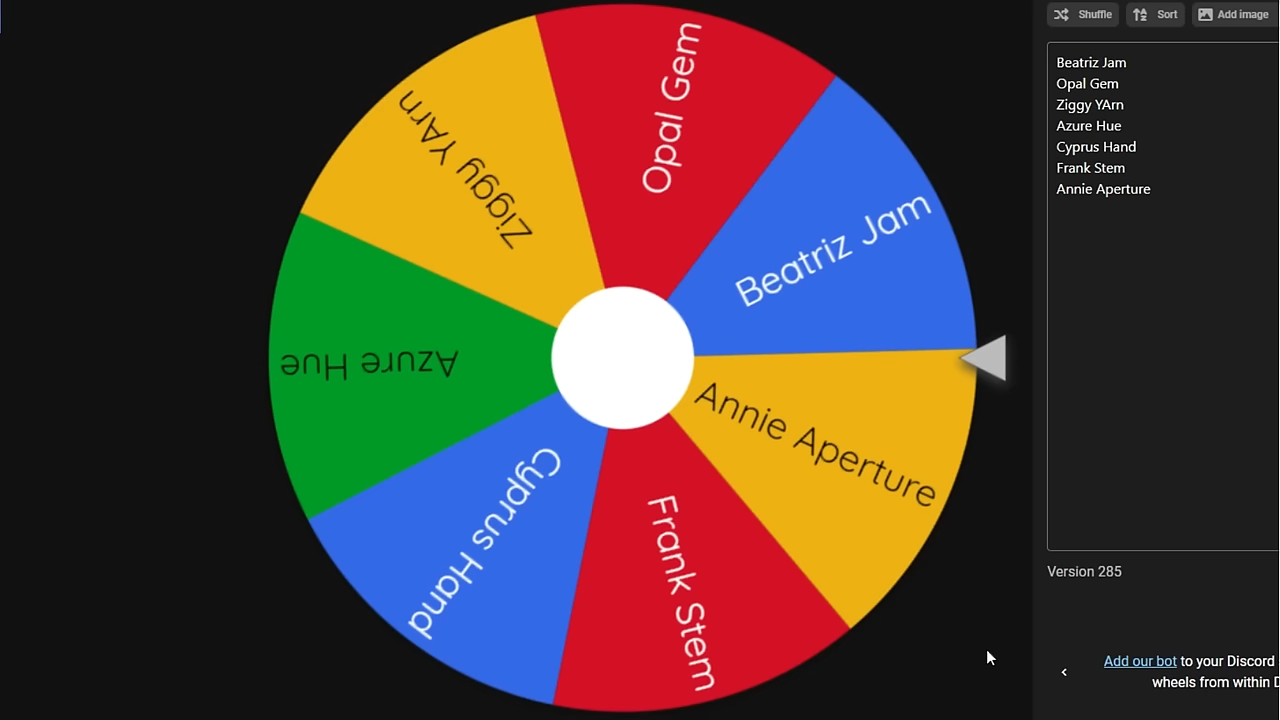 Shuffle
Sort
Add image
Opal Gem
Ziggy YArn
Beatriz Jam
Azure Hue
Annie Aperture
Cyprus Hand
Frank Stem
Beatriz Jam
Opal Gem
Ziggy YArn
Azure Hue
Cyprus Hand
Frank Stem
Annie Aperture
Version 285
Add our bot to your Discord
wheels from within D